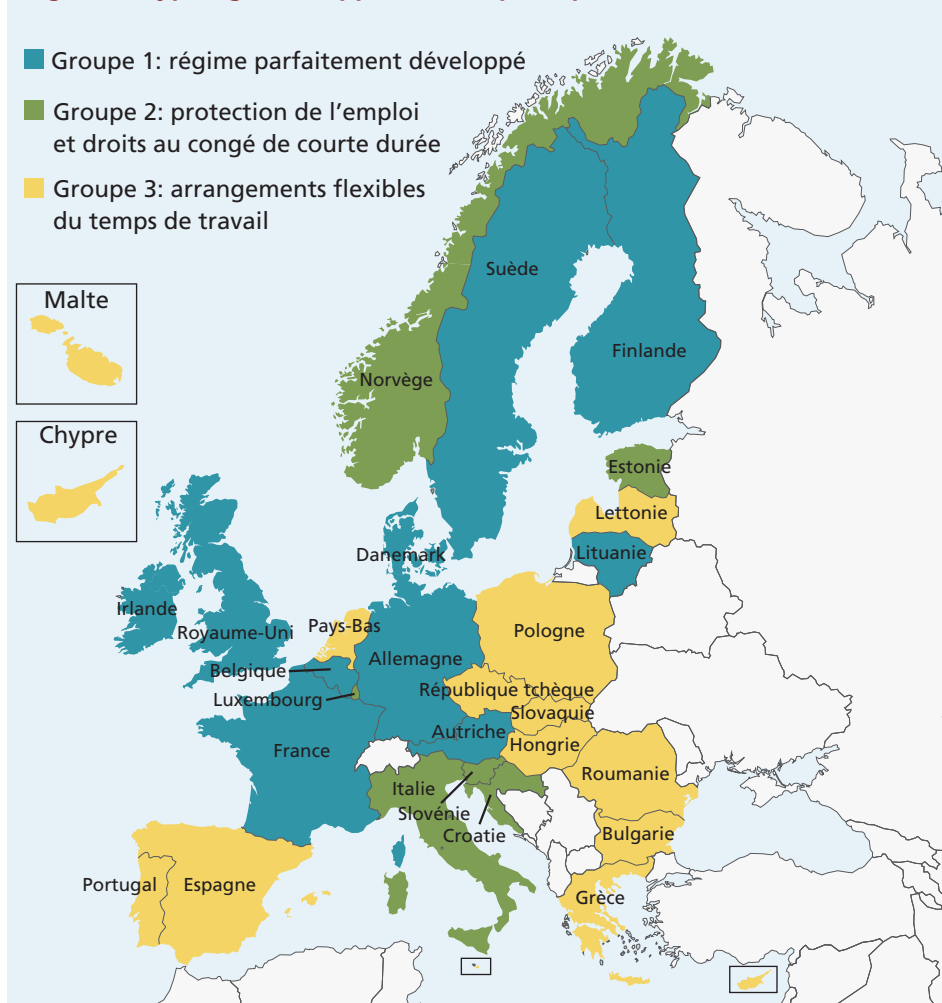 Groupe 1: régime parfaitement développé
Groupe 2: protection de l’emploi
et droits au congé de courte durée
Groupe 3: arrangements flexibles
du temps de travail
Malte
Chypre
Suède
Finlande
Norvège
Estonie
Lettonie
Lituanie
Danemark
Irlande
Royaume-Uni
Pays-Bas
Belgique
Luxembourg
Allemagne
Pologne
République tchèque
Slovaquie
Autriche
Hongrie
France
Roumanie
Italie
Slovénie
Croatie
Bulgarie
Portugal
Espagne
Grèce